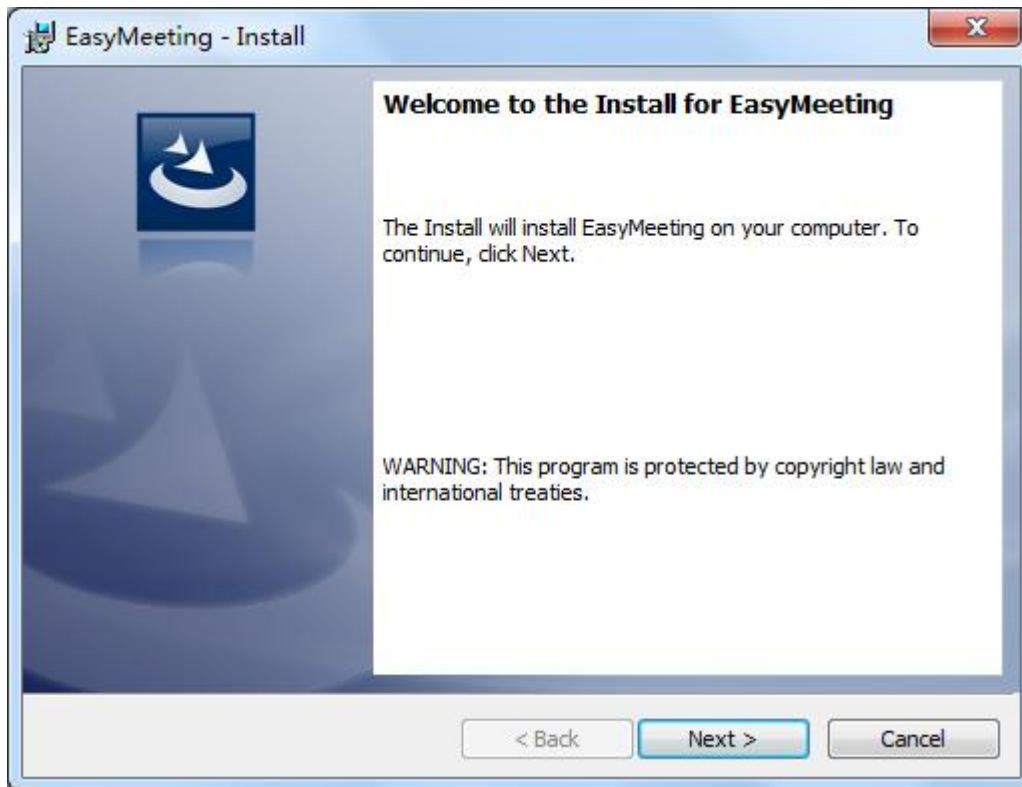 EasyMeeting - Install
Welcome to the Install for EasyMeeting
The Install will install EasyMeeting on your computer. To
continue, click Next.
WARNING: This program is protected by copyright law and
international treaties.
< Back
Next >
Cancel